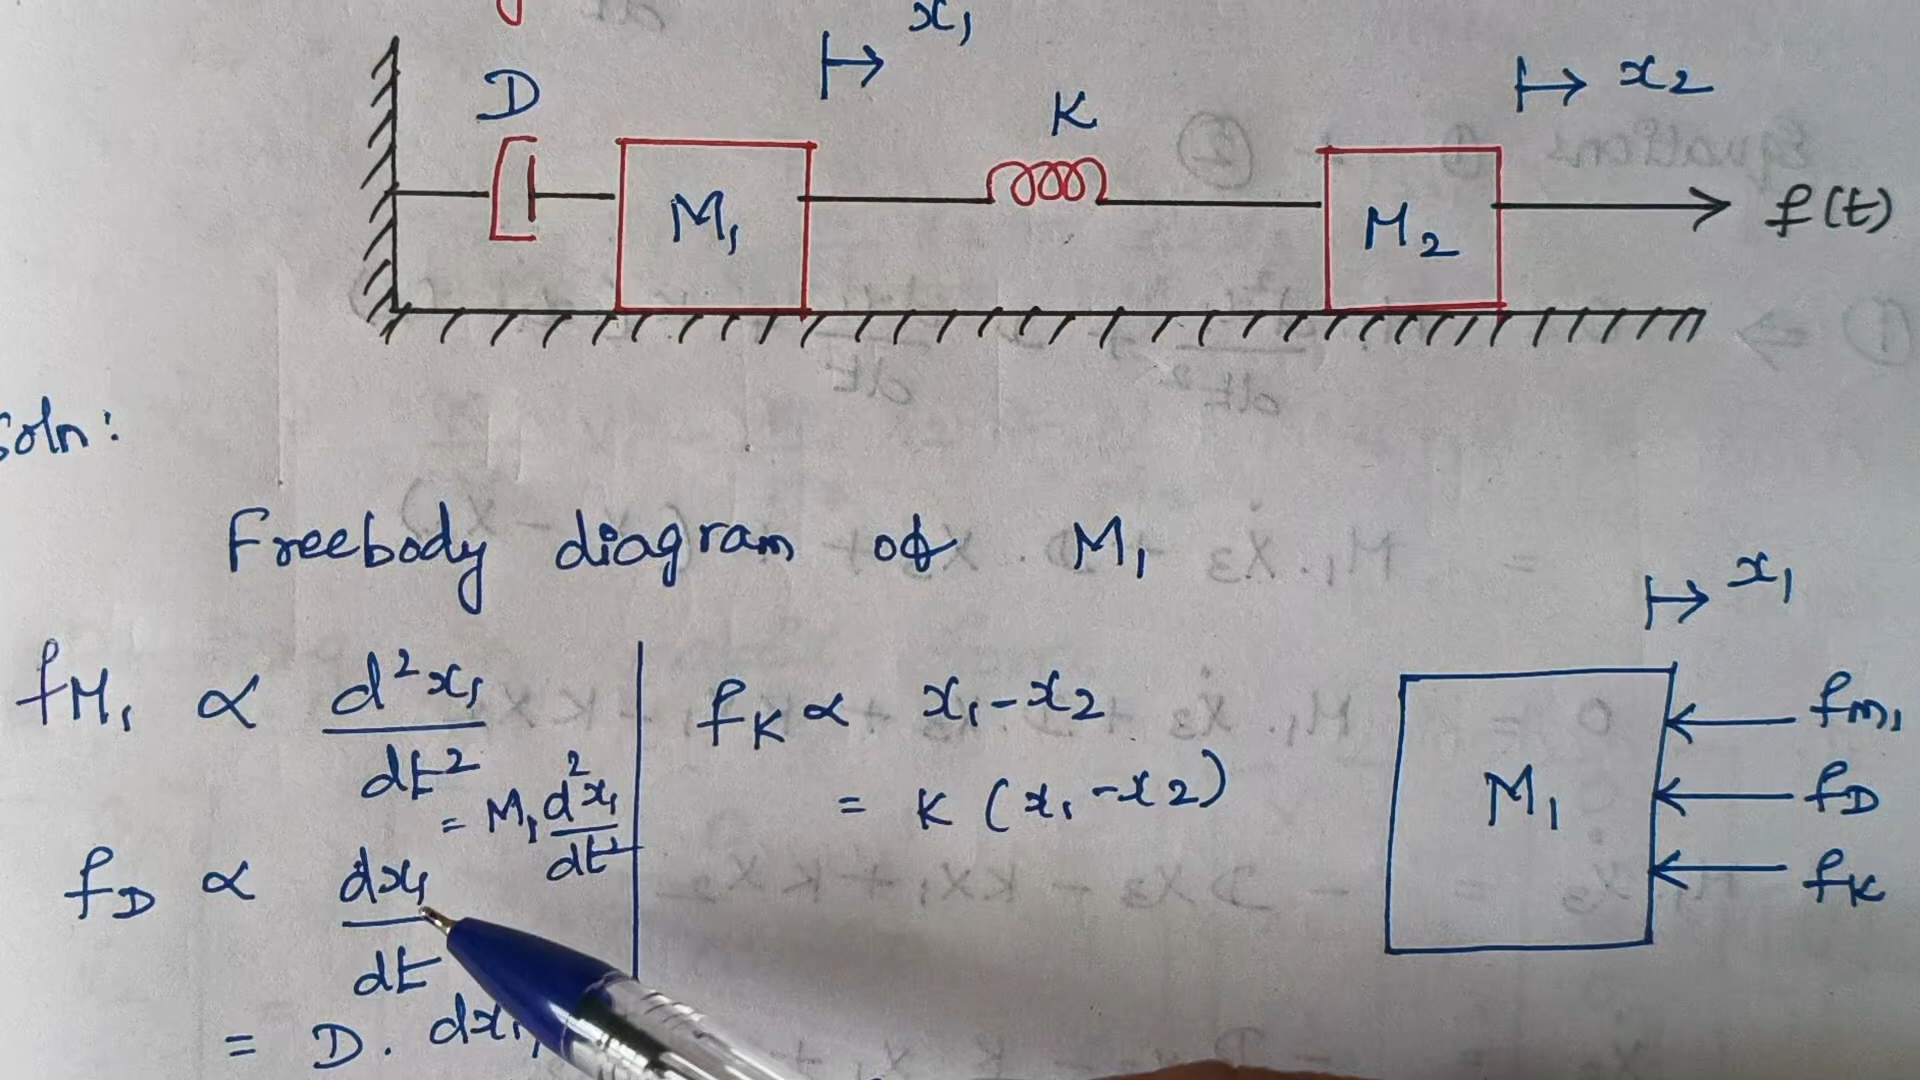 x₁
D
K
x₂
M₁
M₂
f(t)
Soln:
Freebody diagram of M₁
x₁
fM₁ ∝ d²x₁/dt²
= M₁ d²x₁/dt²
fD ∝ dx₁/dt
= D. dx₁
fK ∝ x₁-x₂
= K (x₁-x₂)
M₁
fM₁
fD
fK